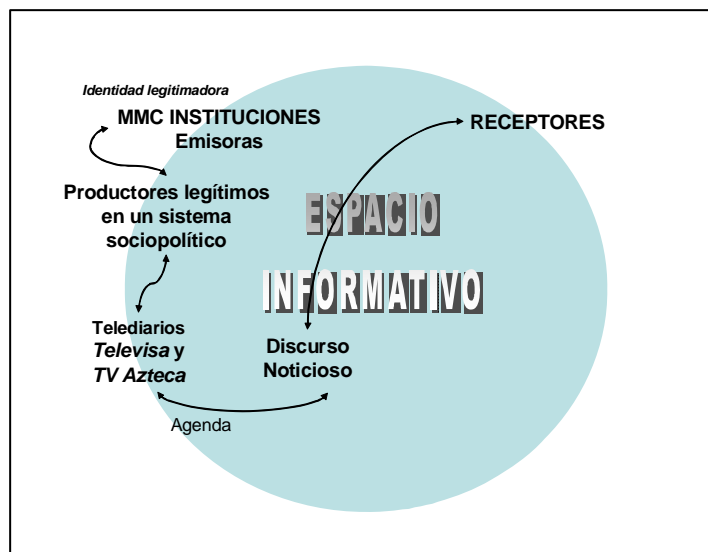 Identidad legitimadora
MMC INSTITUCIONES
Emisoras
RECEPTORES
Productores legítimos
en un sistema
sociopolítico
ESPACIO
INFORMATIVO
Telediarios
Televisa y
TV Azteca
Discurso
Noticioso
Agenda